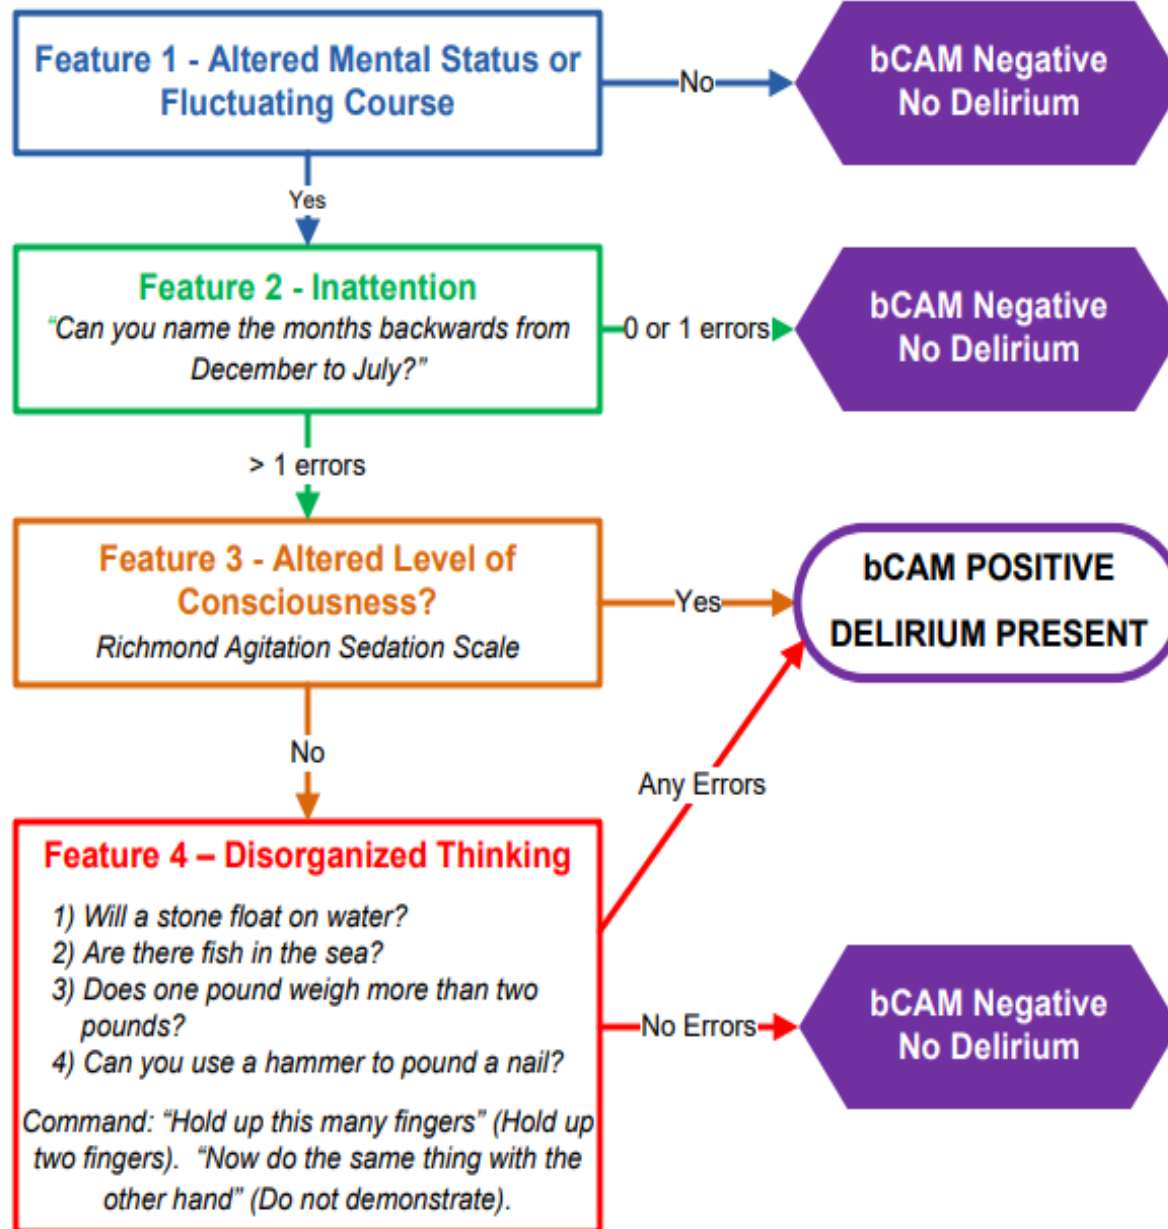 Feature 1 - Altered Mental Status or
Fluctuating Course
No
bCAM Negative
No Delirium
Yes
Feature 2 - Inattention
“Can you name the months backwards from
December to July?”
0 or 1 errors
bCAM Negative
No Delirium
> 1 errors
Feature 3 - Altered Level of
Consciousness?
Richmond Agitation Sedation Scale
Yes
bCAM POSITIVE
DELIRIUM PRESENT
No
Any Errors
Feature 4 – Disorganized Thinking
1) Will a stone float on water?
2) Are there fish in the sea?
3) Does one pound weigh more than two
pounds?
4) Can you use a hammer to pound a nail?
Command: “Hold up this many fingers” (Hold up
two fingers). “Now do the same thing with the
other hand” (Do not demonstrate).
No Errors
bCAM Negative
No Delirium